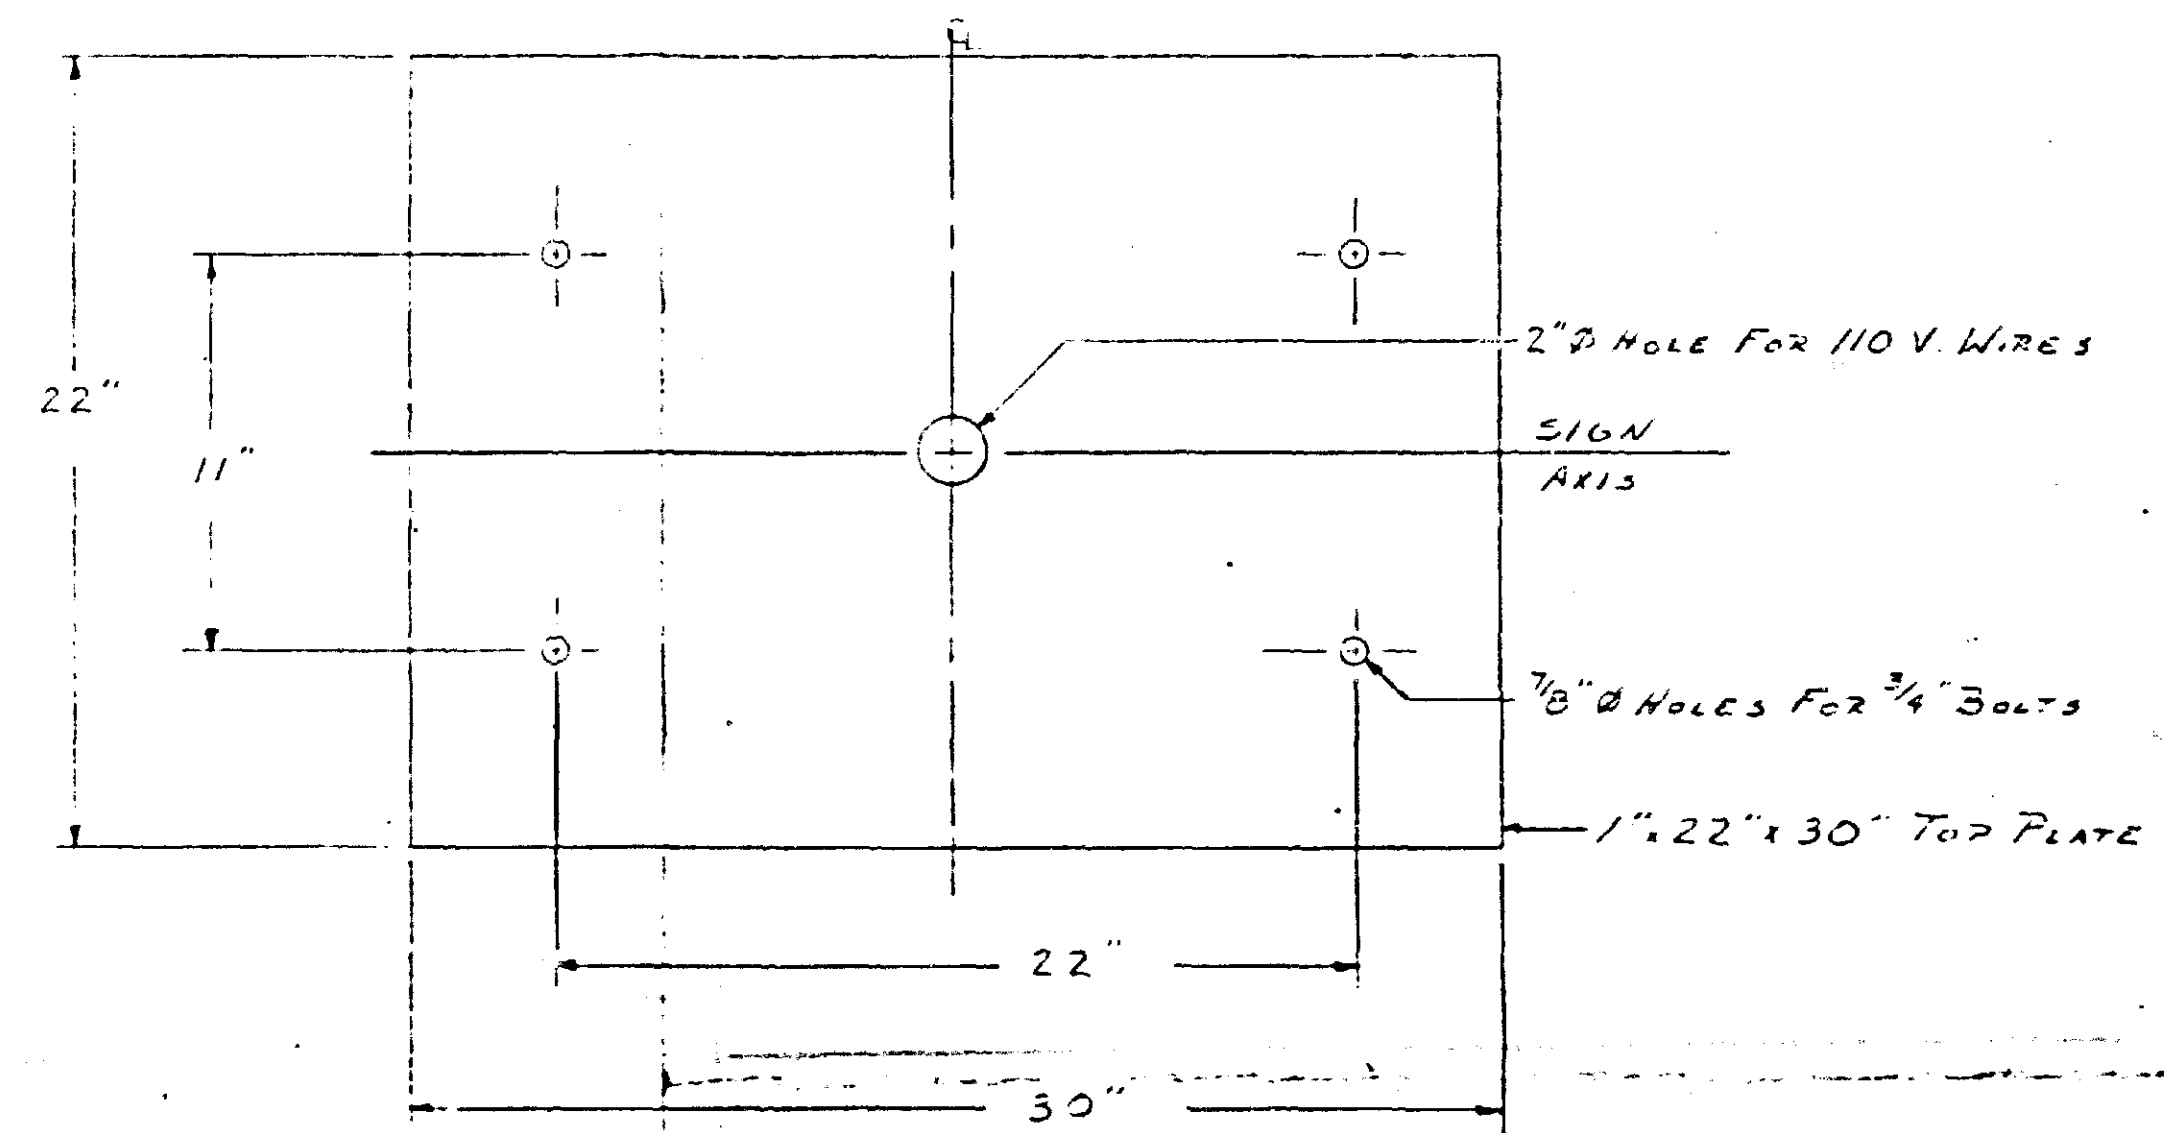 ℄
2"Ø HOLE FOR 110 V. WIRES
22"
SIGN
AXIS
11"
7/8" Ø HOLES FOR 3/4" BOLTS
1" x 22" x 30" TOP PLATE
22"
30"